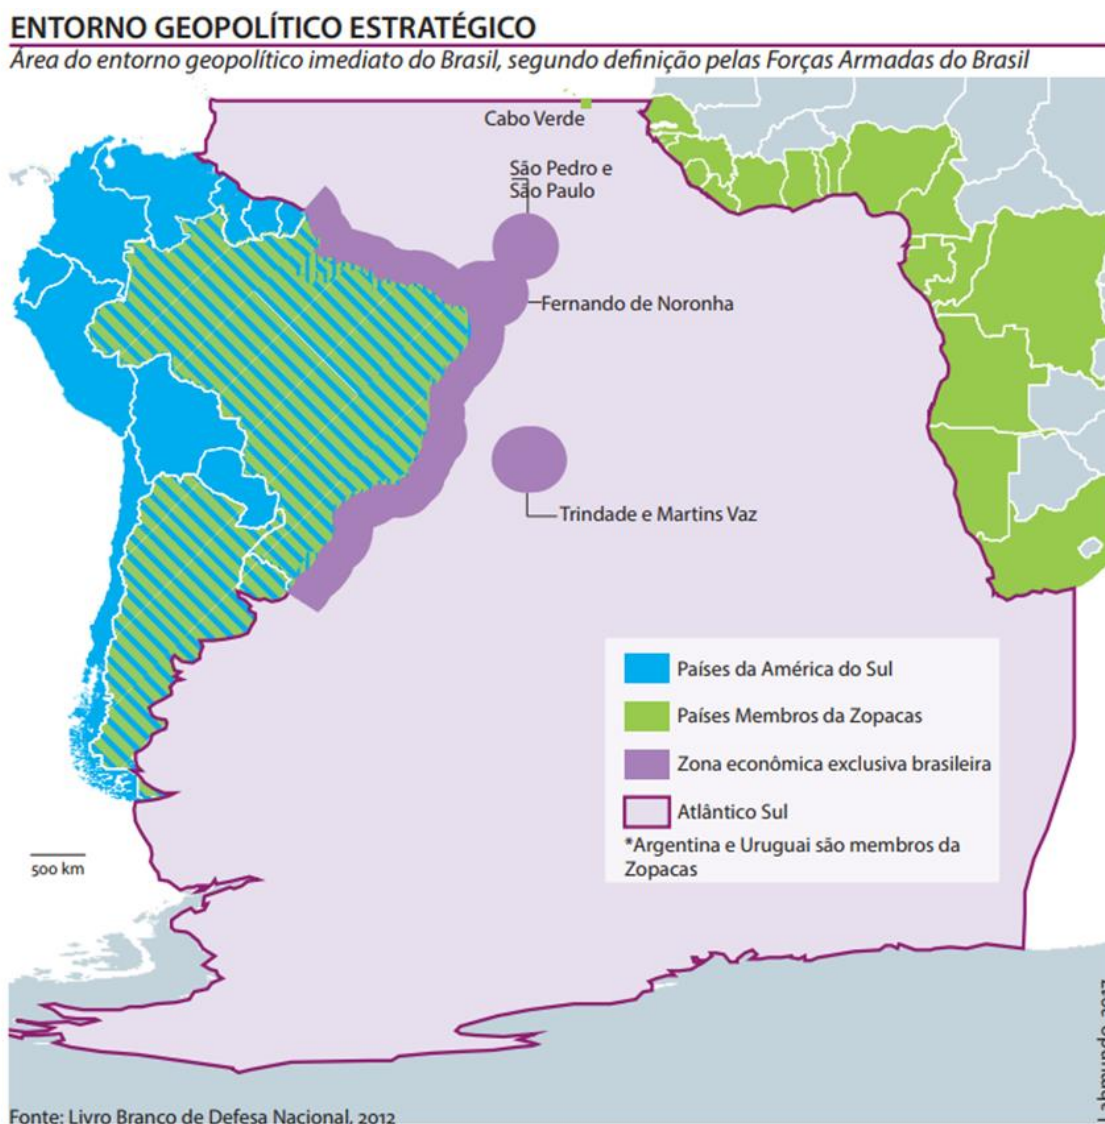 ENTORNO GEOPOLÍTICO ESTRATÉGICO
Área do entorno geopolítico imediato do Brasil, segundo definição pelas Forças Armadas do Brasil
Cabo Verde
São Pedro e
São Paulo
Fernando de Noronha
Trindade e Martins Vaz
Países da América do Sul
Países Membros da Zopacas
Zona econômica exclusiva brasileira
Atlântico Sul
*Argentina e Uruguai são membros da
Zopacas
500 km
Fonte: Livro Branco de Defesa Nacional, 2012
Labmundo 2017